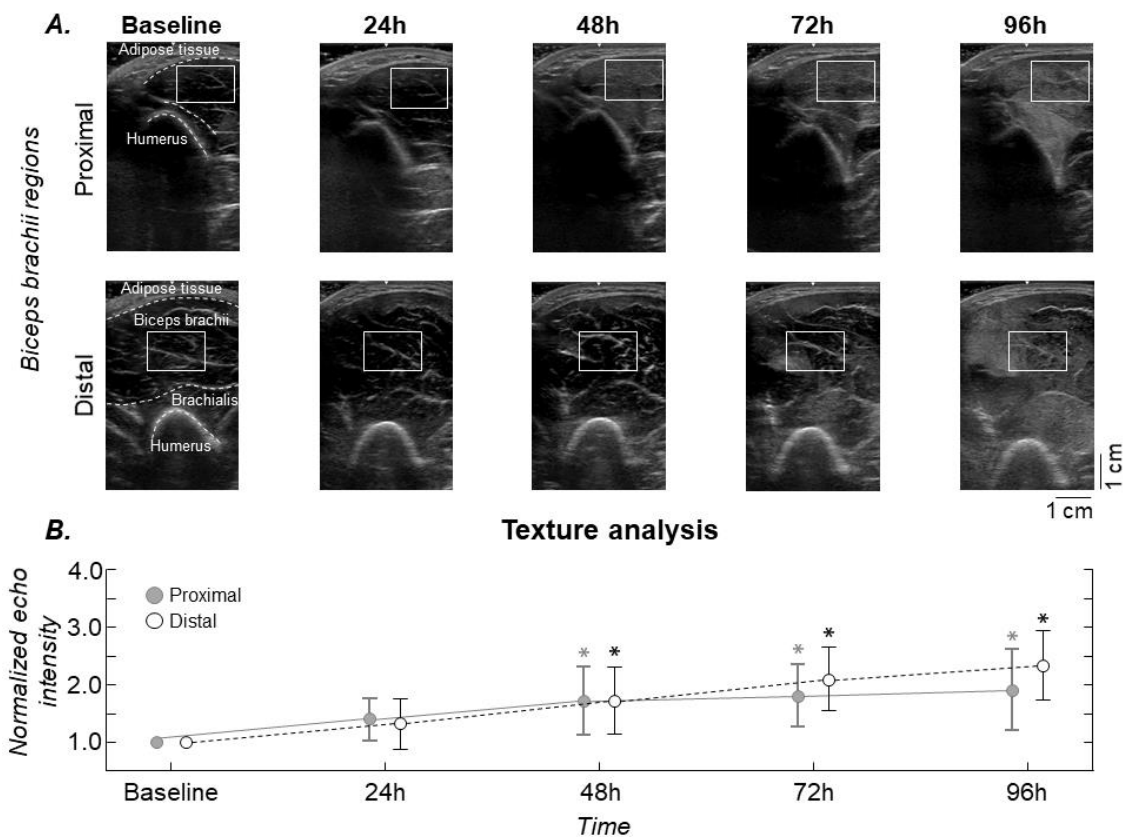 A.
Baseline
24h
48h
72h
96h
Biceps brachii regions
Proximal
Adipose tissue
Humerus
Distal
Adipose tissue
Biceps brachii
Brachialis
Humerus
1 cm
1 cm
B.
Texture analysis
Normalized echo
intensity
4.0
3.0
2.0
1.0
Proximal
Distal
* * * * * *
Baseline
24h
48h
72h
96h
Time